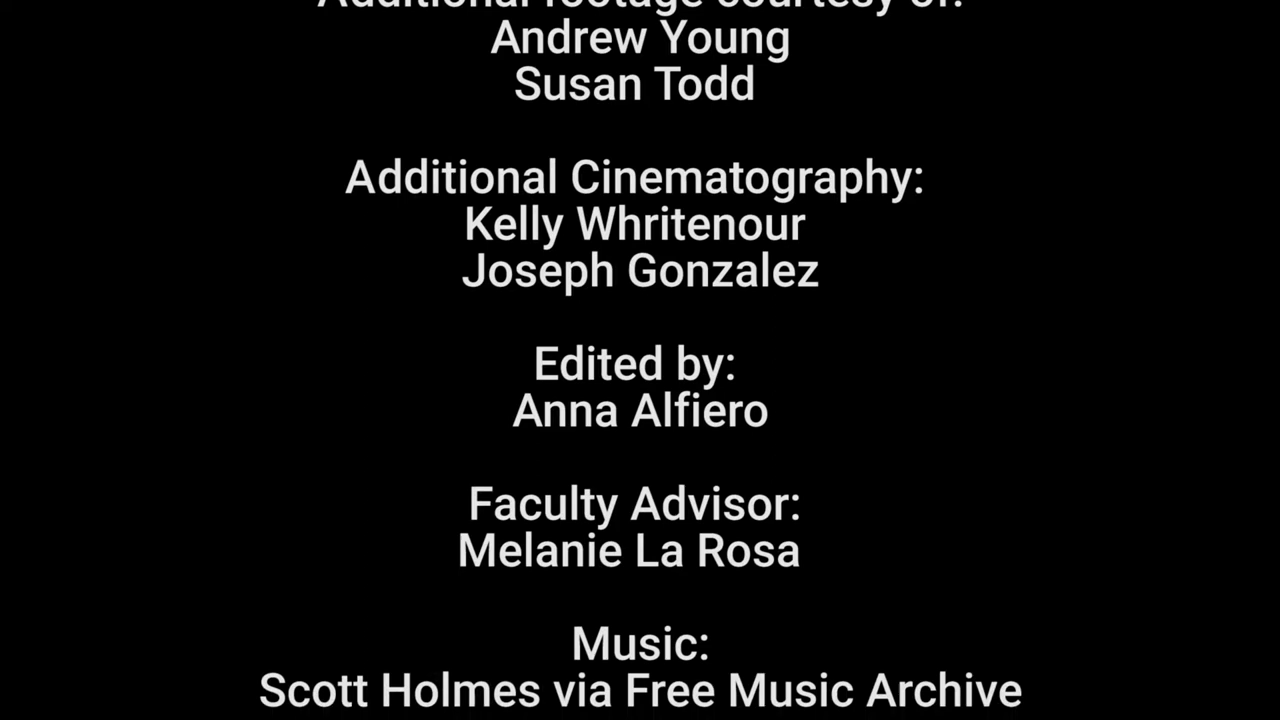 Additional footage courtesy of:
Andrew Young
Susan Todd
Additional Cinematography:
Kelly Whritenour
Joseph Gonzalez
Edited by:
Anna Alfiero
Faculty Advisor:
Melanie La Rosa
Music:
Scott Holmes via Free Music Archive